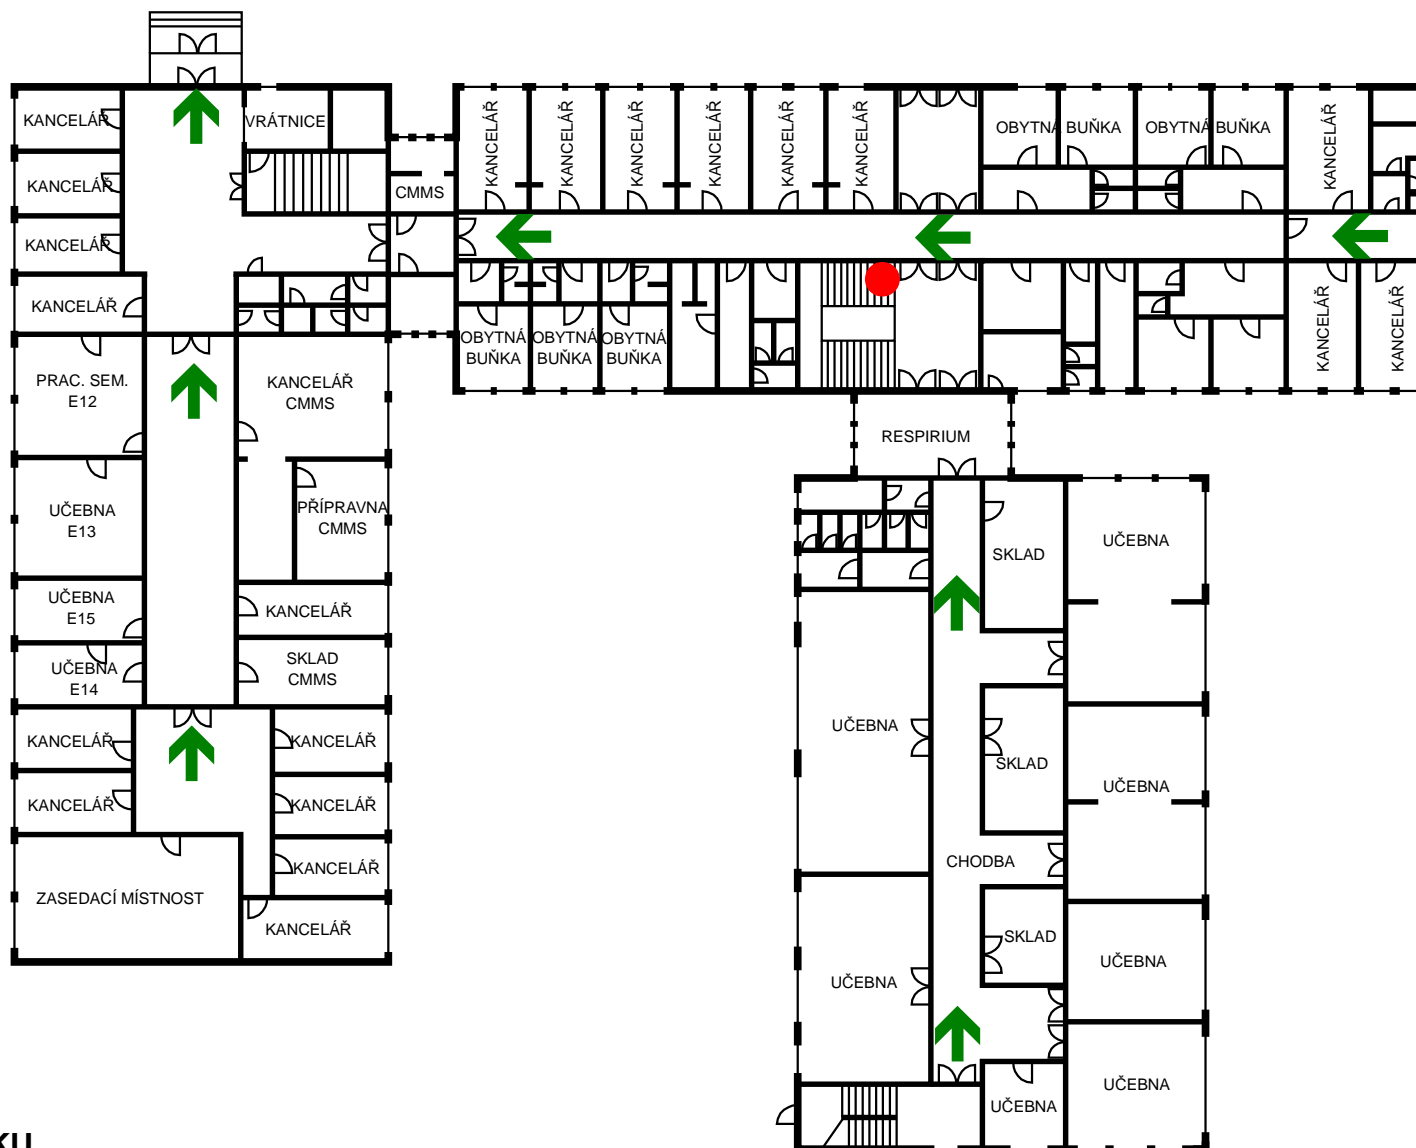 KANCELÁŘ
VRÁTNICE
KANCELÁŘ
KANCELÁŘ
KANCELÁŘ
CMMS
KANCELÁŘ
KANCELÁŘ
KANCELÁŘ
KANCELÁŘ
KANCELÁŘ
KANCELÁŘ
OBYTNÁ BUŇKA
OBYTNÁ BUŇKA
KANCELÁŘ
OBYTNÁ
BUŇKA
OBYTNÁ
BUŇKA
OBYTNÁ
BUŇKA
KANCELÁŘ
KANCELÁŘ
PRAC. SEM.
E12
KANCELÁŘ
CMMS
UČEBNA
E13
PŘÍPRAVNA
CMMS
UČEBNA
E15
KANCELÁŘ
UČEBNA
E14
SKLAD
CMMS
KANCELÁŘ
KANCELÁŘ
KANCELÁŘ
KANCELÁŘ
KANCELÁŘ
ZASEDACÍ MÍSTNOST
KANCELÁŘ
RESPIRIUM
SKLAD
UČEBNA
UČEBNA
SKLAD
UČEBNA
CHODBA
SKLAD
UČEBNA
UČEBNA
UČEBNA
UČEBNA